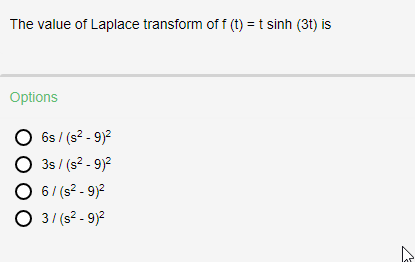 The value of Laplace transform of f (t) = t sinh (3t) is
Options
6s / (s² - 9)²
3s / (s² - 9)²
6 / (s² - 9)²
3 / (s² - 9)²